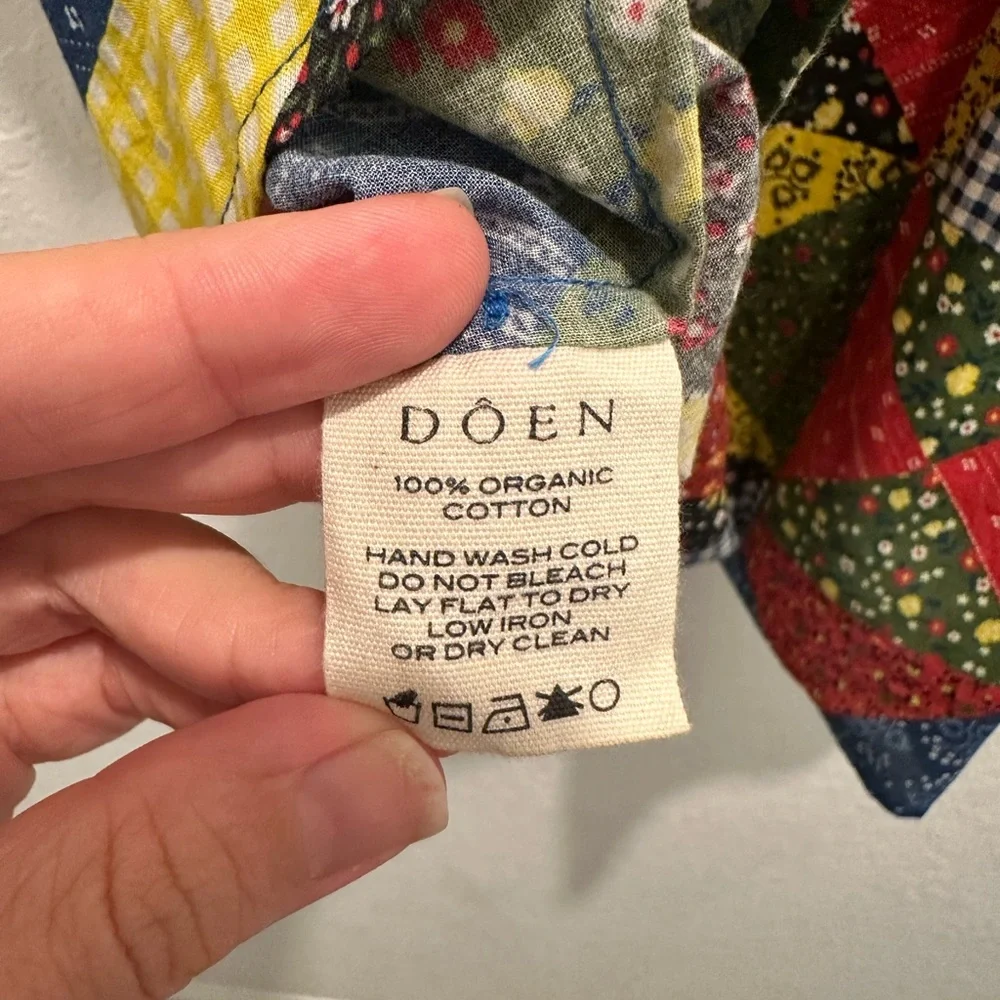 DÔEN
100% ORGANIC
COTTON
HAND WASH COLD
DO NOT BLEACH
LAY FLAT TO DRY
LOW IRON
OR DRY CLEAN